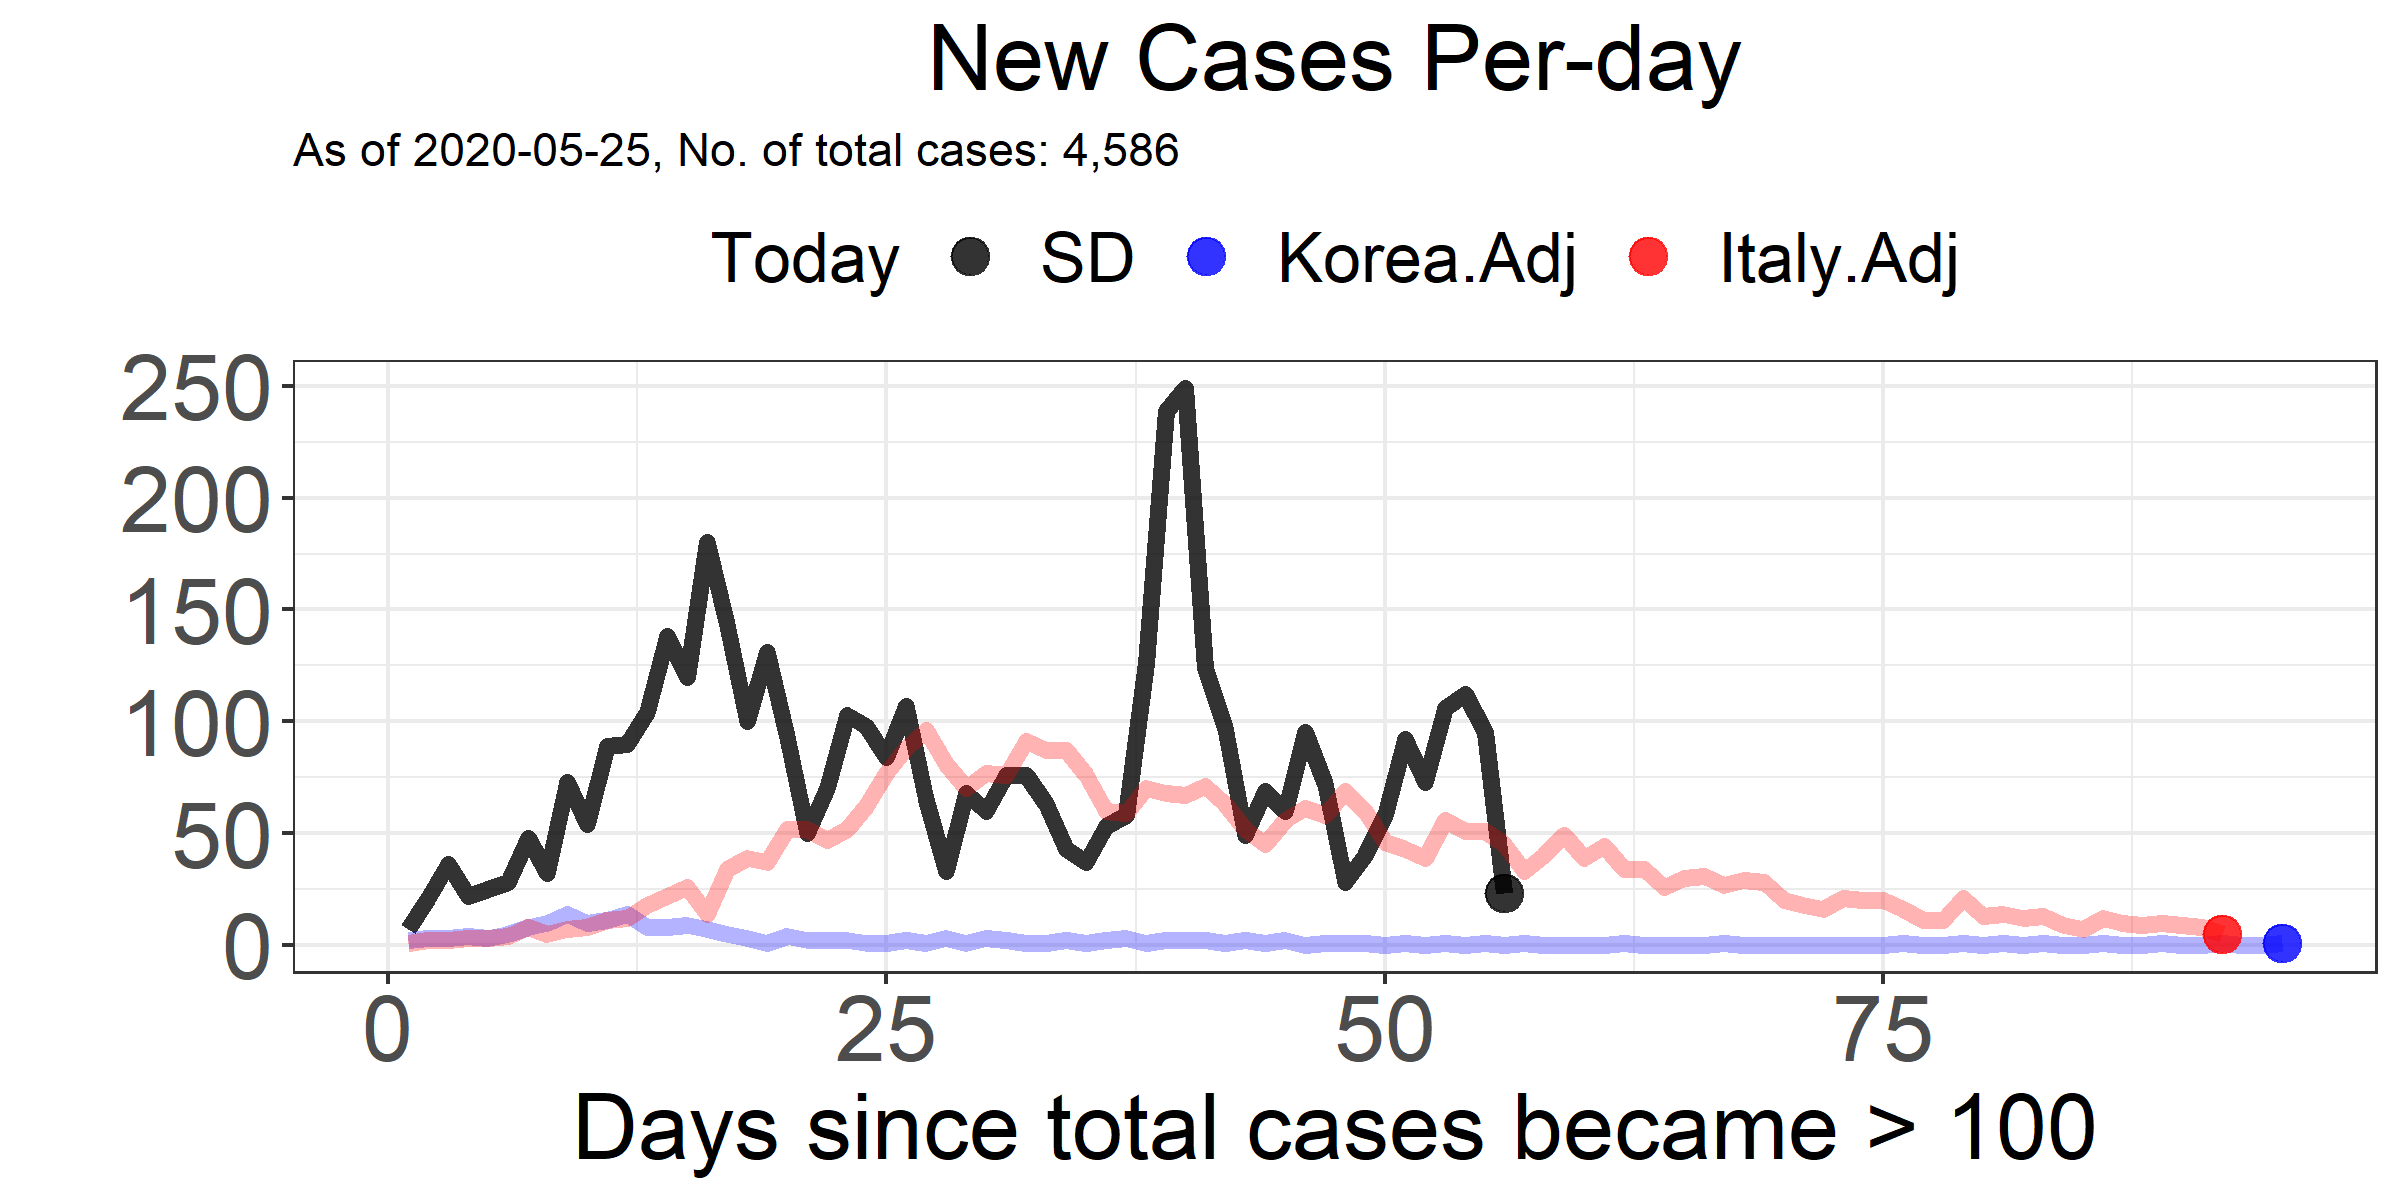 New Cases Per-day
As of 2020-05-25, No. of total cases: 4,586
Today SD Korea.Adj Italy.Adj
250
200
150
100
50
0
0 25 50 75
Days since total cases became > 100